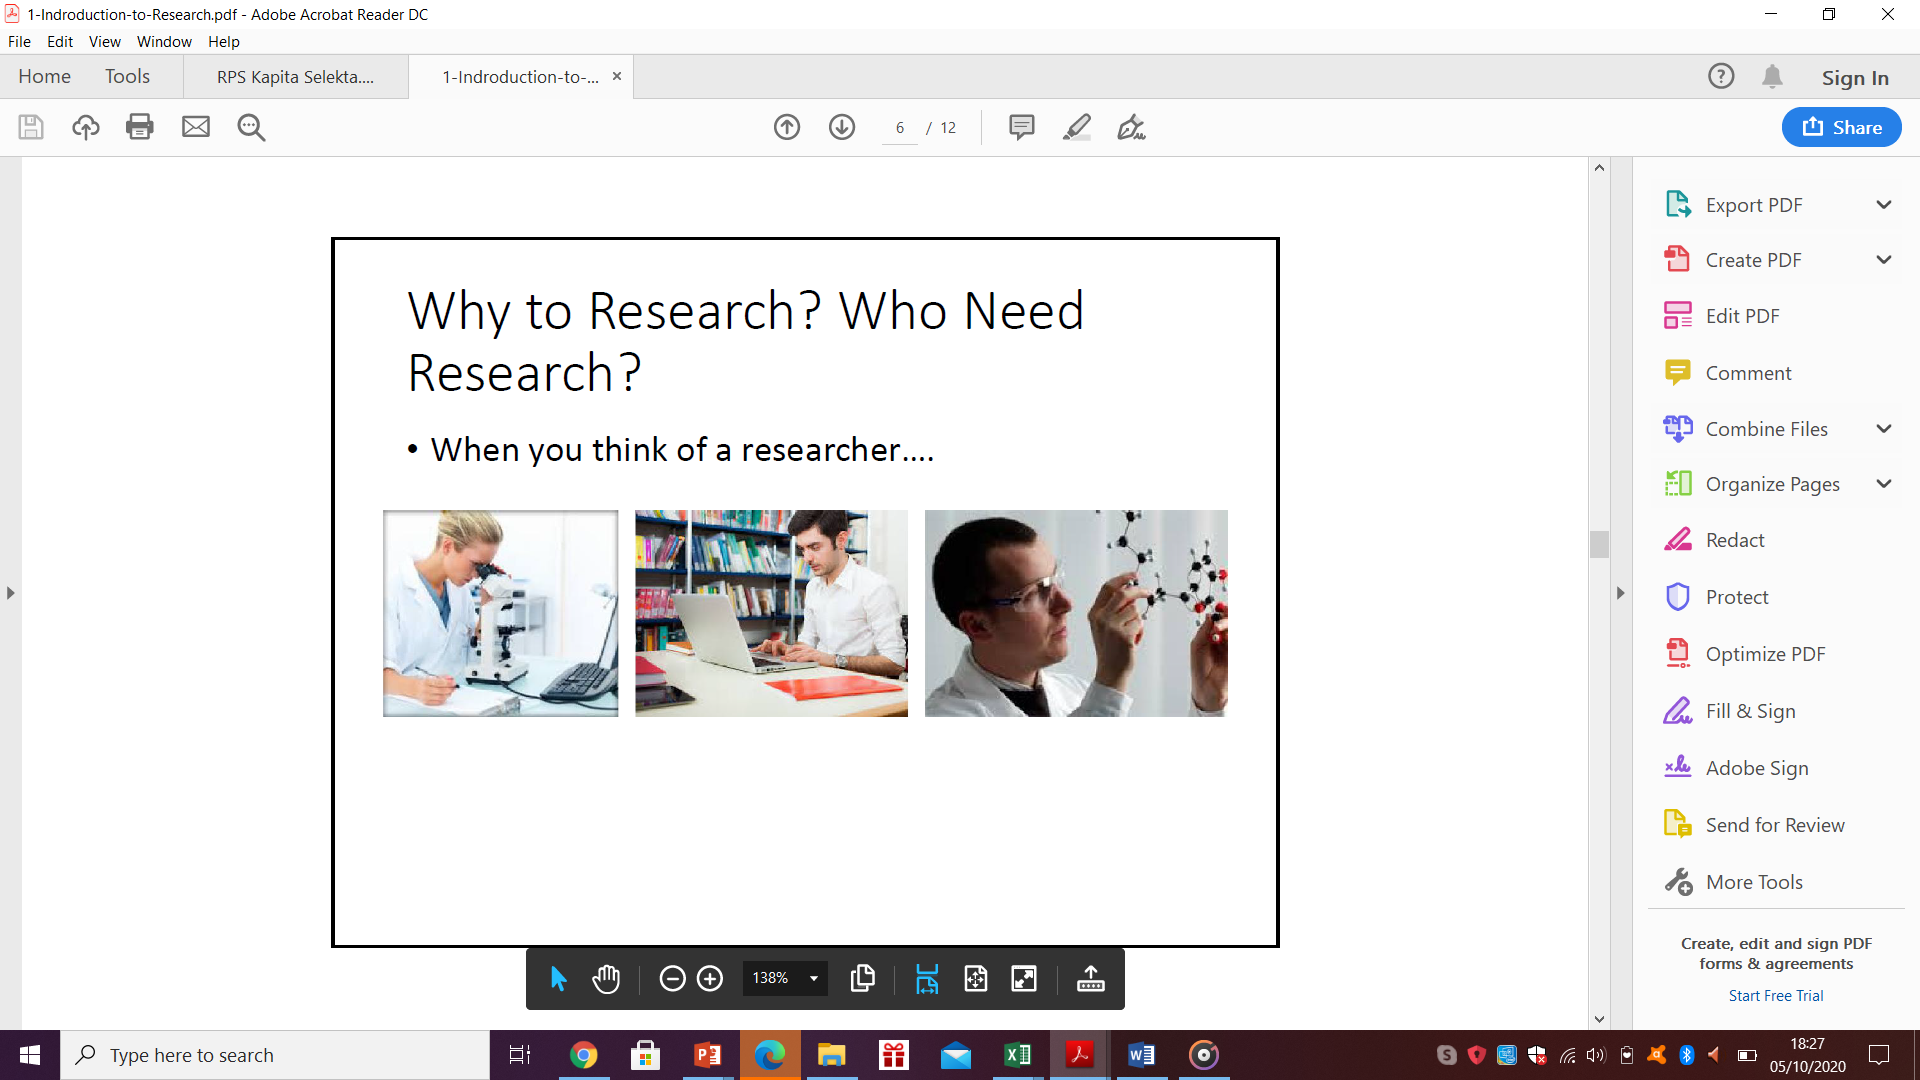 1-Indroduction-to-Research.pdf - Adobe Acrobat Reader DC
File Edit View Window Help
Home Tools RPS Kapita Selekta.... 1-Indroduction-to-... × Sign In
6 / 12
Share
Export PDF
Create PDF
Edit PDF
Comment
Combine Files
Organize Pages
Redact
Protect
Optimize PDF
Fill & Sign
Adobe Sign
Send for Review
More Tools
Create, edit and sign PDF
forms & agreements
Start Free Trial
Why to Research? Who Need
Research?
• When you think of a researcher....
138%
Type here to search
18:27
05/10/2020